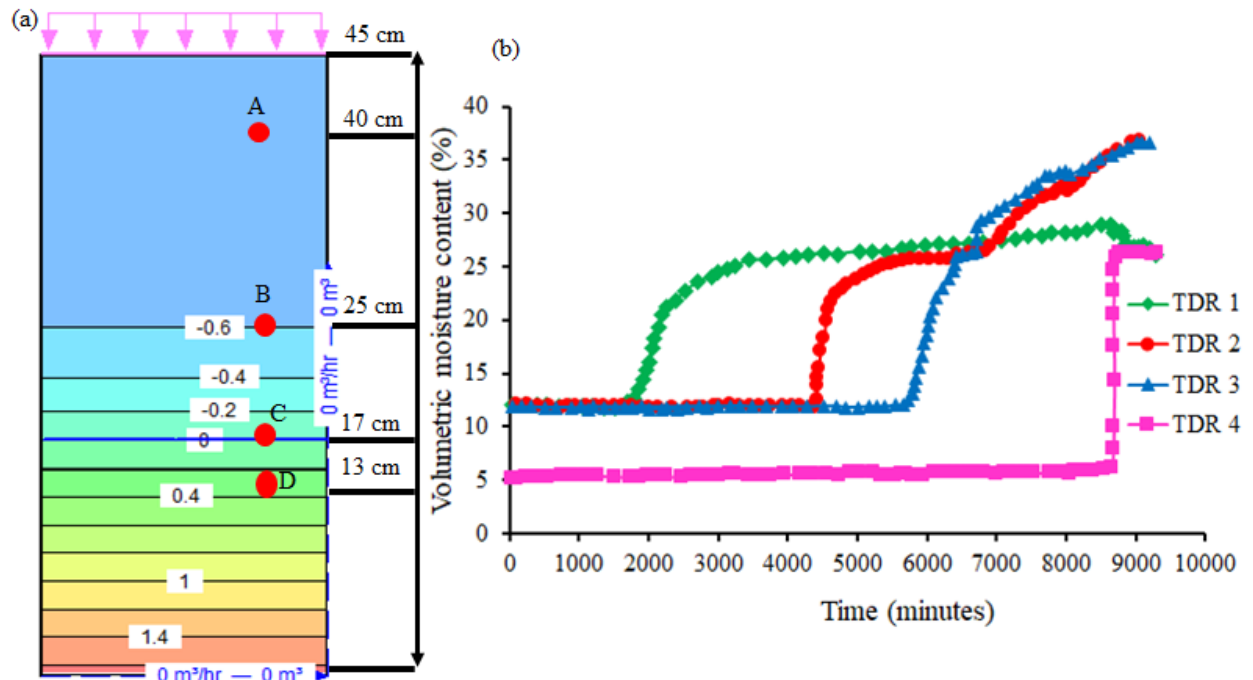 (a)
45 cm
A
40 cm
B
25 cm
-0.6
-0.4
-0.2
C
17 cm
0
13 cm
D
0.4
1
1.4
0 m³/hr — 0 m³
0 m³/hr — 0 m³
(b)
Volumetric moisture content (%)
40
35
30
25
20
15
10
5
0
0 1000 2000 3000 4000 5000 6000 7000 8000 9000 10000
Time (minutes)
TDR 1
TDR 2
TDR 3
TDR 4